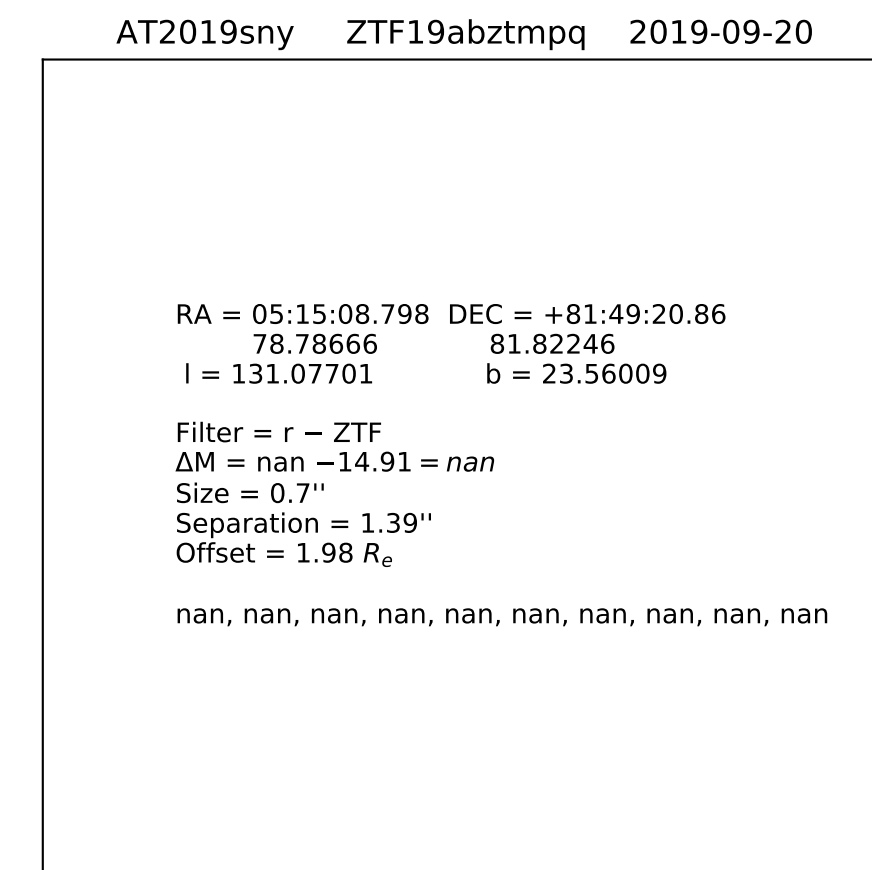 AT2019sny ZTF19abztmpq 2019-09-20
RA = 05:15:08.798 DEC = +81:49:20.86
78.78666 81.82246
l = 131.07701 b = 23.56009
Filter = r − ZTF
ΔM = nan −14.91 = nan
Size = 0.7''
Separation = 1.39''
Offset = 1.98 Re
nan, nan, nan, nan, nan, nan, nan, nan, nan, nan